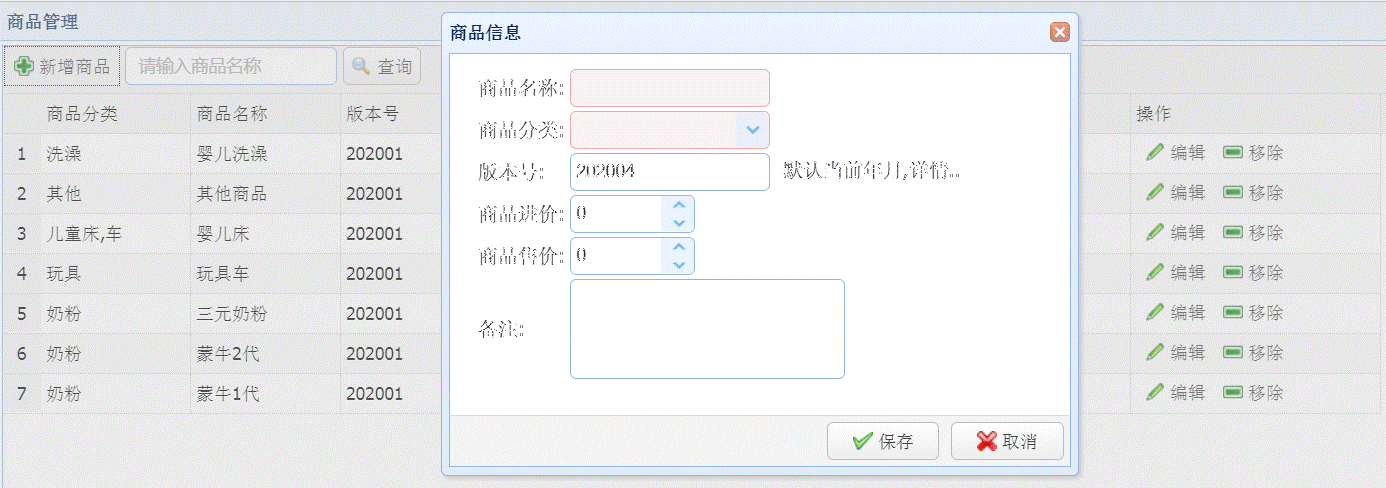 商品管理
新增商品 请输入商品名称 查询
商品分类 商品名称 版本号 操作
1 洗澡 婴儿洗澡 202001 编辑 移除
2 其他 其他商品 202001 编辑 移除
3 儿童床,车 婴儿床 202001 编辑 移除
4 玩具 玩具车 202001 编辑 移除
5 奶粉 三元奶粉 202001 编辑 移除
6 奶粉 蒙牛2代 202001 编辑 移除
7 奶粉 蒙牛1代 202001 编辑 移除
商品信息
商品名称:
商品分类:
版本号: 202004 默认当前年月,详情..
商品进价: 0
商品售价: 0
备注:
保存 取消